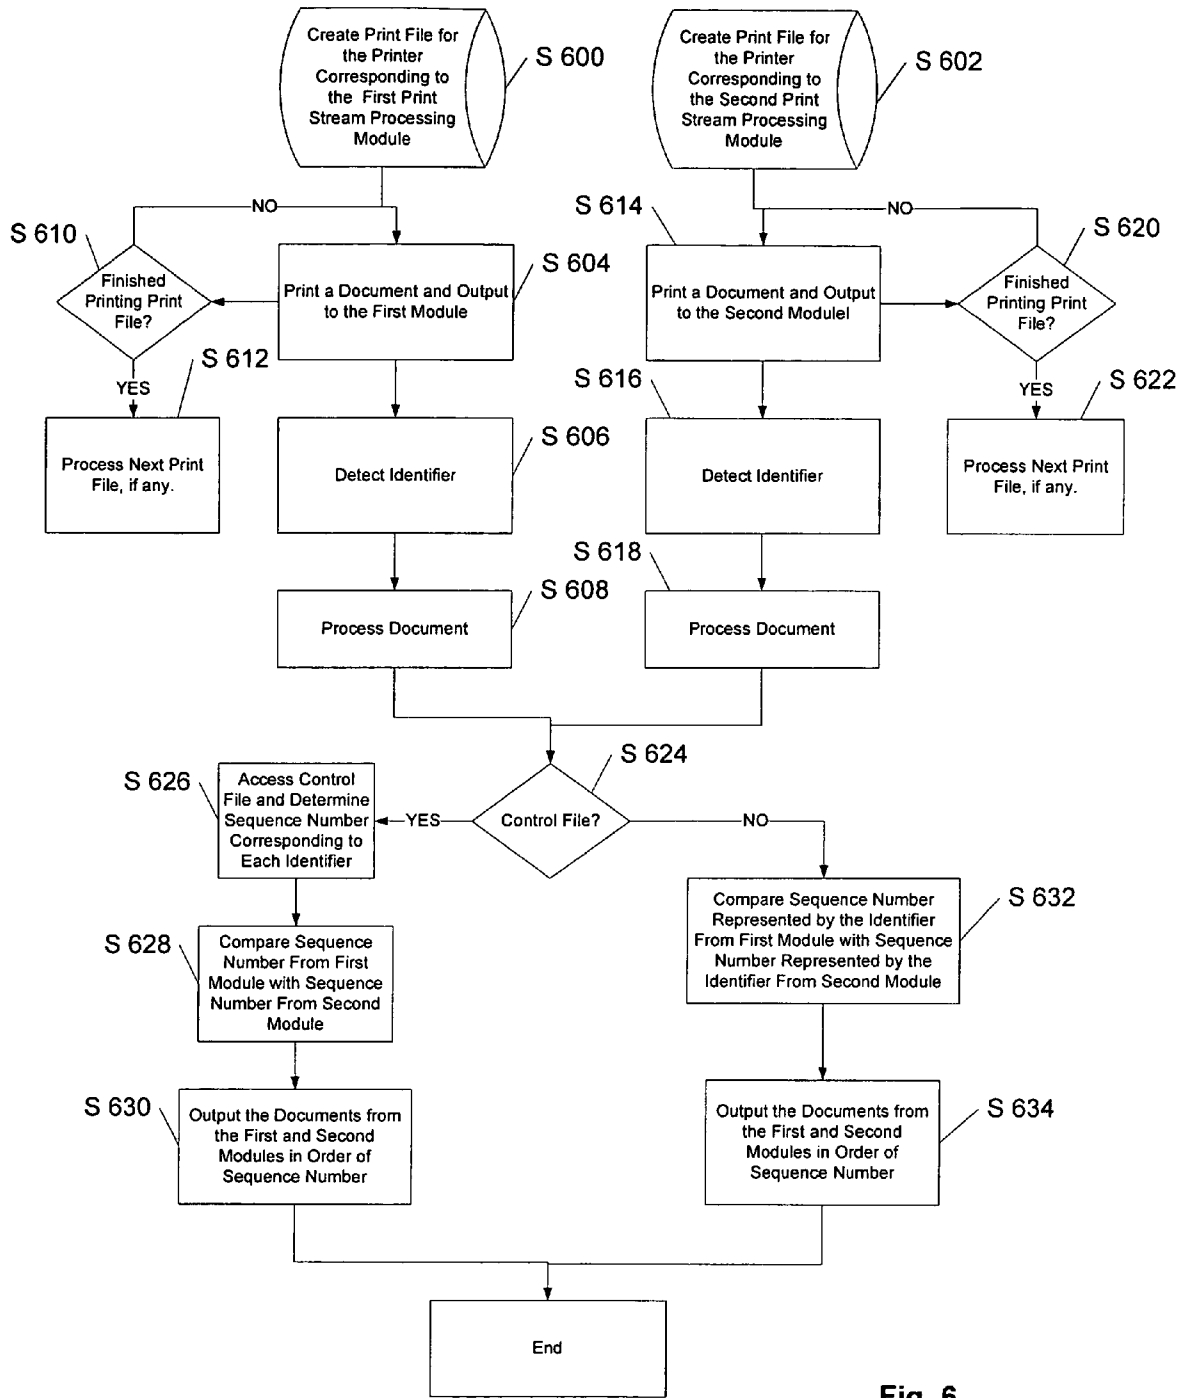 Create Print File for
the Printer
Corresponding to
the First Print
Stream Processing
Module
S 600
Create Print File for
the Printer
Corresponding to
the Second Print
Stream Processing
Module
S 602
NO
S 610
Finished
Printing Print
File?
Print a Document and Output
to the First Module
S 604
S 614
NO
Print a Document and Output
to the Second Modulel
S 620
Finished
Printing Print
File?
YES
S 612
Process Next Print
File, if any.
Detect Identifier
S 606
S 616
Detect Identifier
YES
S 622
Process Next Print
File, if any.
Process Document
S 608
S 618
Process Document
S 624
Control File?
YES
NO
S 626
Access Control
File and Determine
Sequence Number
Corresponding to
Each Identifier
S 628
Compare Sequence
Number From First
Module with Sequence
Number From Second
Module
Compare Sequence Number
Represented by the Identifier
From First Module with Sequence
Number Represented by the
Identifier From Second Module
S 632
S 630
Output the Documents from
the First and Second
Modules in Order of
Sequence Number
Output the Documents from
the First and Second
Modules in Order of
Sequence Number
S 634
End
Fig. 6